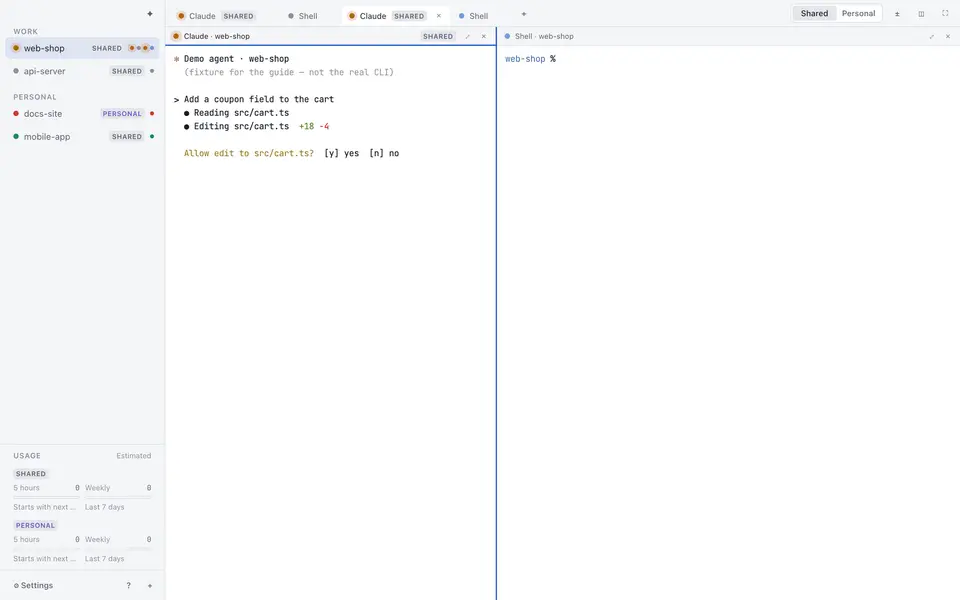 +
Claude SHARED
Shell
Claude SHARED ×
Shell
+
Shared Personal
WORK
web-shop SHARED
api-server SHARED
PERSONAL
docs-site PERSONAL
mobile-app SHARED
Claude · web-shop SHARED ×
✻ Demo agent · web-shop
(fixture for the guide — not the real CLI)
> Add a coupon field to the cart
● Reading src/cart.ts
● Editing src/cart.ts +18 -4
Allow edit to src/cart.ts? [y] yes [n] no
Shell · web-shop ×
web-shop %
USAGE Estimated
SHARED
5 hours 0 Weekly 0
Starts with next ... Last 7 days
PERSONAL
5 hours 0 Weekly 0
Starts with next ... Last 7 days
Settings ? +